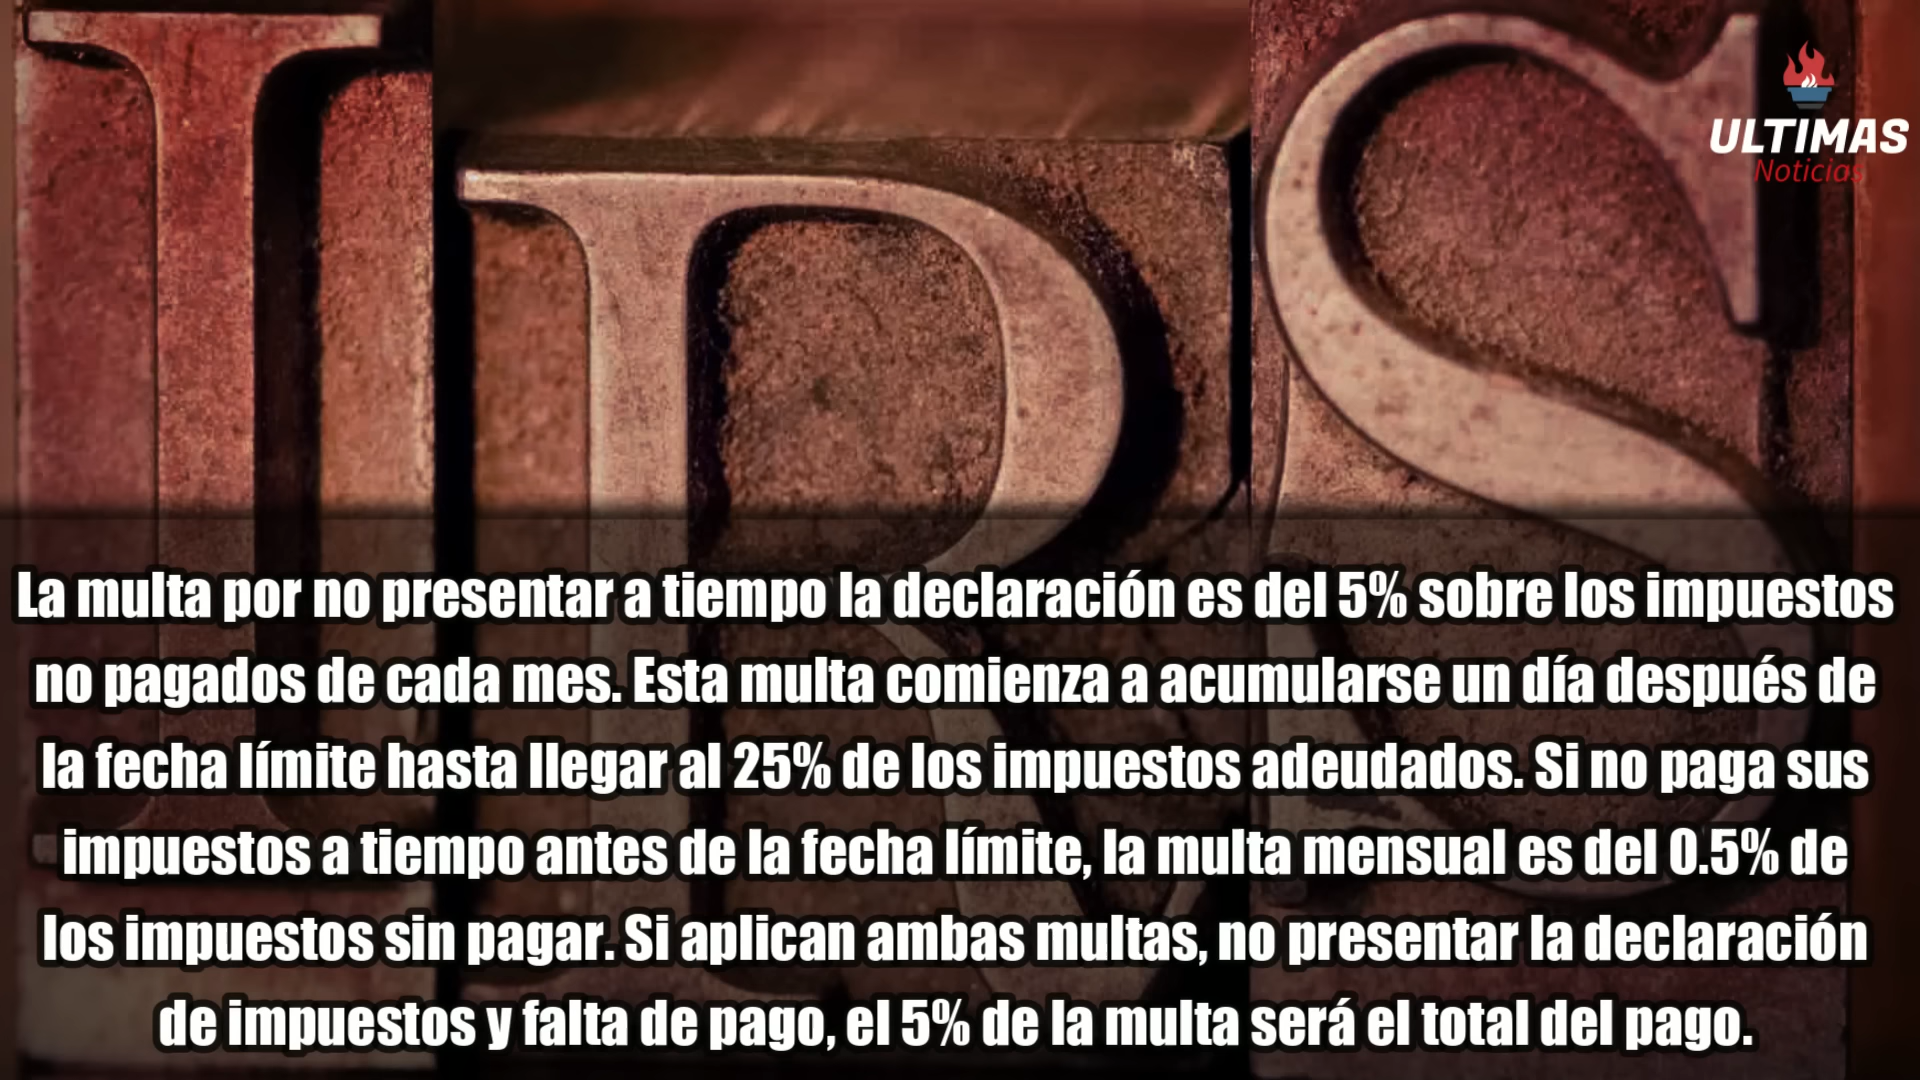 IRS
ULTIMAS
Noticias
La multa por no presentar a tiempo la declaración es del 5% sobre los impuestos
no pagados de cada mes. Esta multa comienza a acumularse un día después de
la fecha límite hasta llegar al 25% de los impuestos adeudados. Si no paga sus
impuestos a tiempo antes de la fecha límite, la multa mensual es del 0.5% de
los impuestos sin pagar. Si aplican ambas multas, no presentar la declaración
de impuestos y falta de pago, el 5% de la multa será el total del pago.